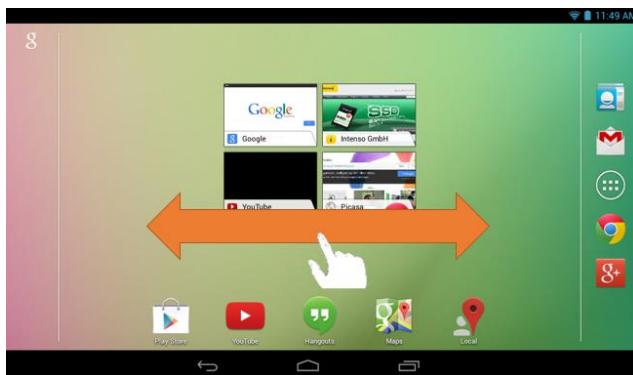 11:49 AM
g
Google
SSD
Google
Intenso GmbH
YouTube
Picasa
g+
Play Store
YouTube
Hangouts
Maps
Local